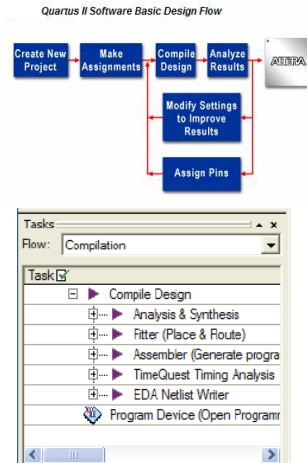 Quartus II Software Basic Design Flow
Create New Project
Make Assignments
Compile Design
Analyze Results
ALTERA
Modify Settings to Improve Results
Assign Pins
Tasks
Flow: Compilation
Task
Compile Design
Analysis & Synthesis
Fitter (Place & Route)
Assembler (Generate progra
TimeQuest Timing Analysis
EDA Netlist Writer
Program Device (Open Programr